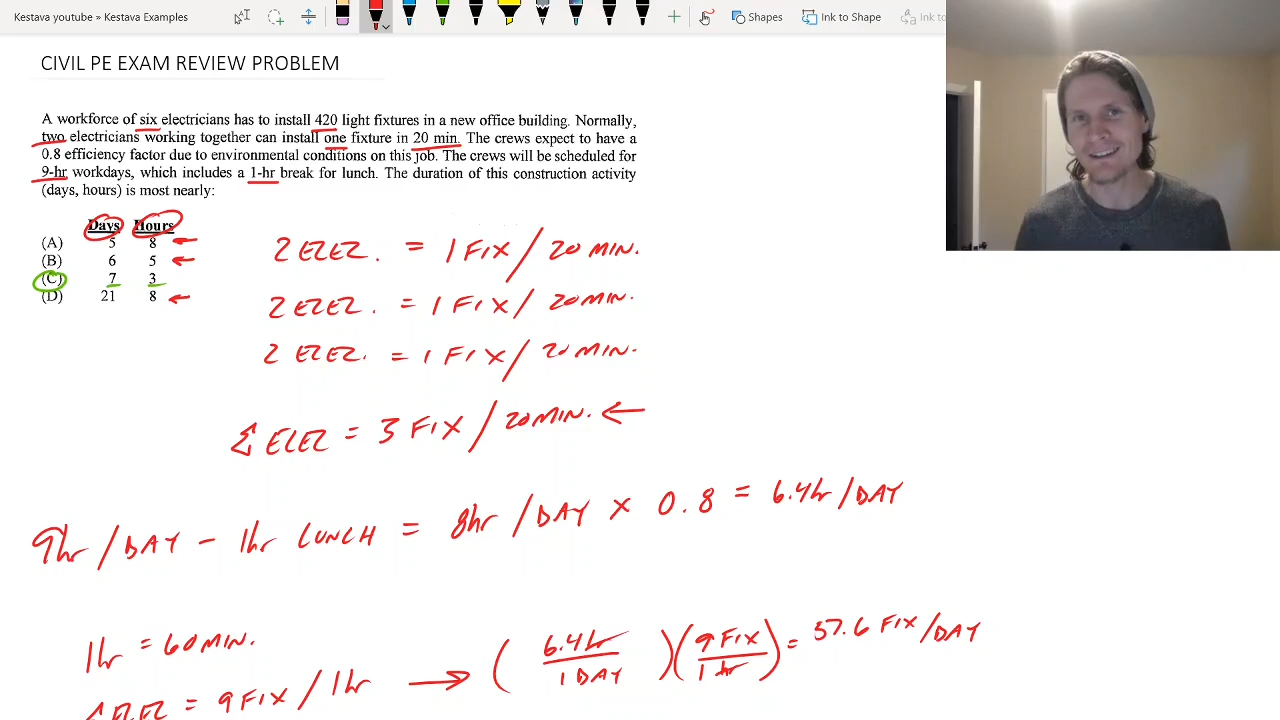 Kestava youtube » Kestava Examples
Shapes
Ink to Shape
Ink to
CIVIL PE EXAM REVIEW PROBLEM
A workforce of six electricians has to install 420 light fixtures in a new office building. Normally,
two electricians working together can install one fixture in 20 min. The crews expect to have a
0.8 efficiency factor due to environmental conditions on this job. The crews will be scheduled for
9-hr workdays, which includes a 1-hr break for lunch. The duration of this construction activity
(days, hours) is most nearly:
Days Hours
(A) 5 8
(B) 6 5
(C) 7 3
(D) 21 8
2 ELEC. = 1 FIX / 20 MIN.
2 ELEC. = 1 FIX / 20 MIN.
2 ELEC. = 1 FIX / 20 MIN.
Σ ELEC = 3 FIX / 20 MIN. ←
9hr / DAY - 1hr LUNCH = 8hr / DAY × 0.8 = 6.4hr / DAY
1hr = 60 MIN.
Σ ELEC = 9 FIX / 1hr → (6.4hr / 1 DAY)(9 FIX / 1hr) = 57.6 FIX / DAY